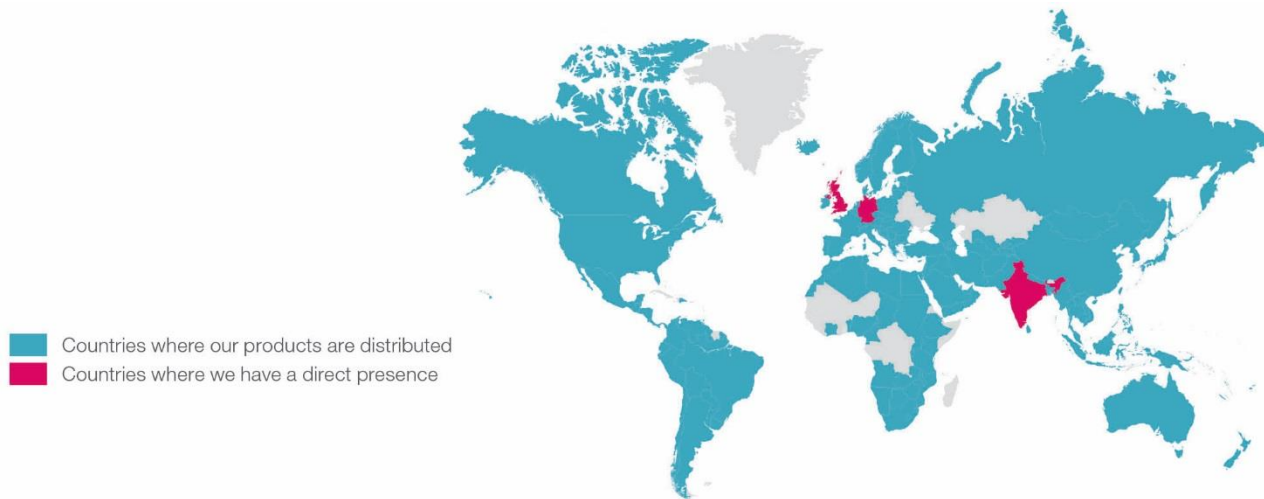 Countries where our products are distributed
Countries where we have a direct presence